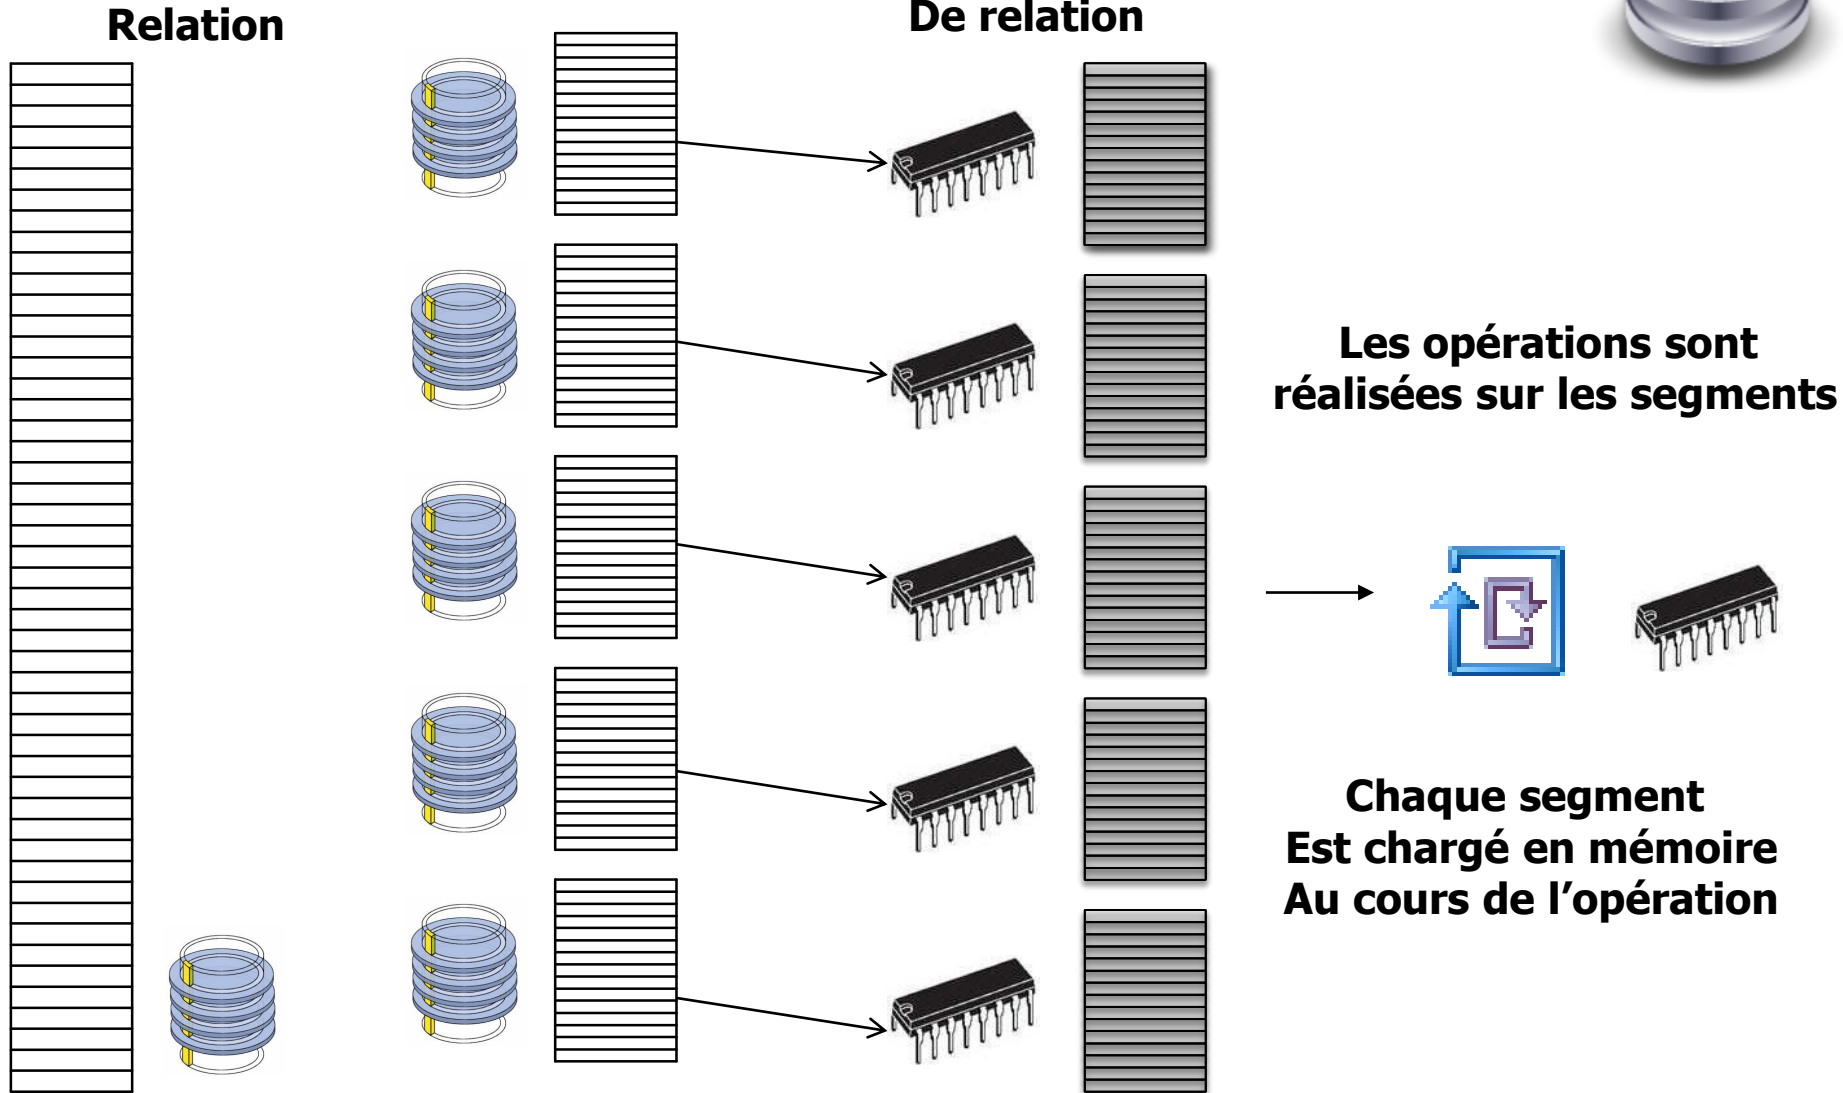 Relation
De relation
Les opérations sont
réalisées sur les segments
Chaque segment
Est chargé en mémoire
Au cours de l’opération